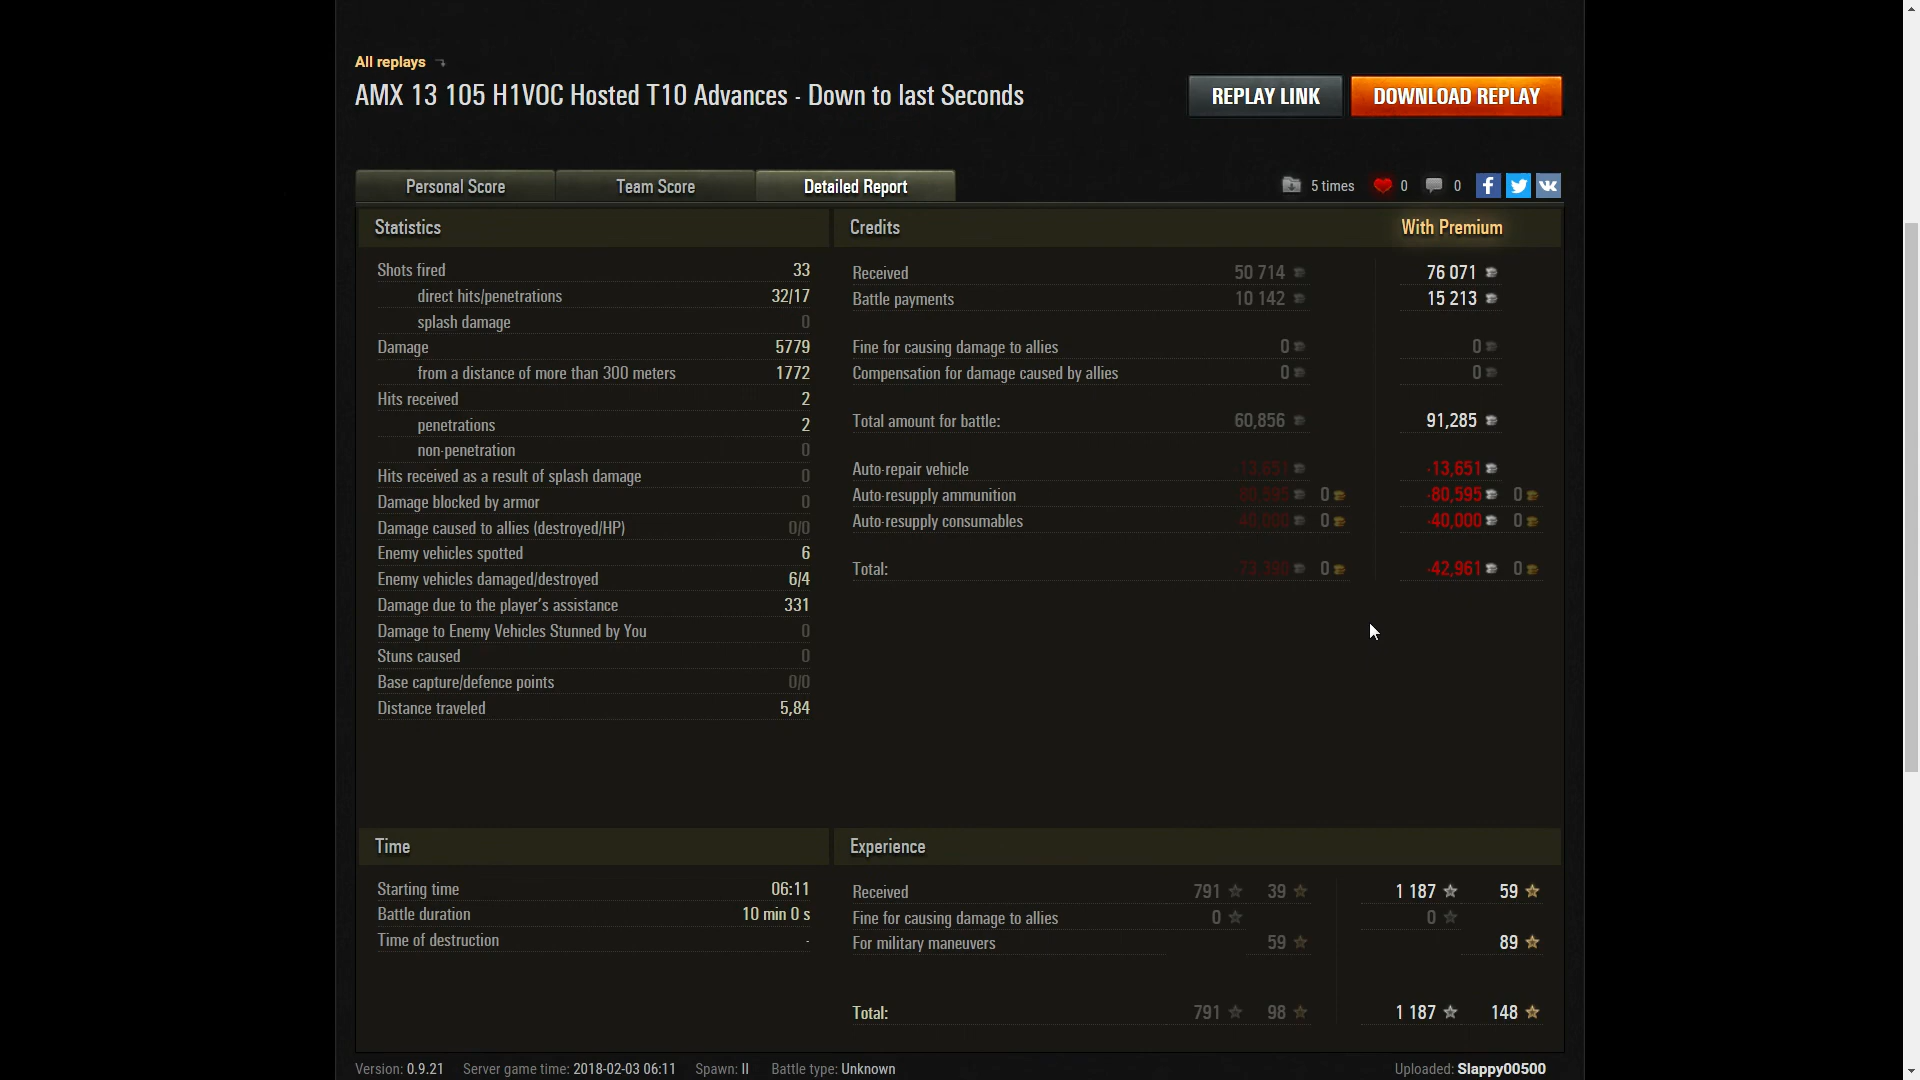 All replays
AMX 13 105 H1VOC Hosted T10 Advances - Down to last Seconds
REPLAY LINK
DOWNLOAD REPLAY
Personal Score
Team Score
Detailed Report
5 times
0
0
Statistics
Shots fired 33
direct hits/penetrations 32/17
splash damage 0
Damage 5779
from a distance of more than 300 meters 1772
Hits received 2
penetrations 2
non-penetration 0
Hits received as a result of splash damage 0
Damage blocked by armor 0
Damage caused to allies (destroyed/HP) 0/0
Enemy vehicles spotted 6
Enemy vehicles damaged/destroyed 6/4
Damage due to the player's assistance 331
Damage to Enemy Vehicles Stunned by You 0
Stuns caused 0
Base capture/defence points 0/0
Distance traveled 5,84
Credits With Premium
Received 50 714 76 071
Battle payments 10 142 15 213
Fine for causing damage to allies 0 0
Compensation for damage caused by allies 0 0
Total amount for battle: 60,856 91,285
Auto-repair vehicle -13,651 -13,651
Auto-resupply ammunition -80,595 0 -80,595 0
Auto-resupply consumables -40,000 0 -40,000 0
Total: -73,390 0 -42,961 0
Time
Starting time 06:11
Battle duration 10 min 0 s
Time of destruction -
Experience
Received 791 39 1 187 59
Fine for causing damage to allies 0 0
For military maneuvers 59 89
Total: 791 98 1 187 148
Version: 0.9.21 Server game time: 2018-02-03 06:11 Spawn: II Battle type: Unknown Uploaded: Slappy00500